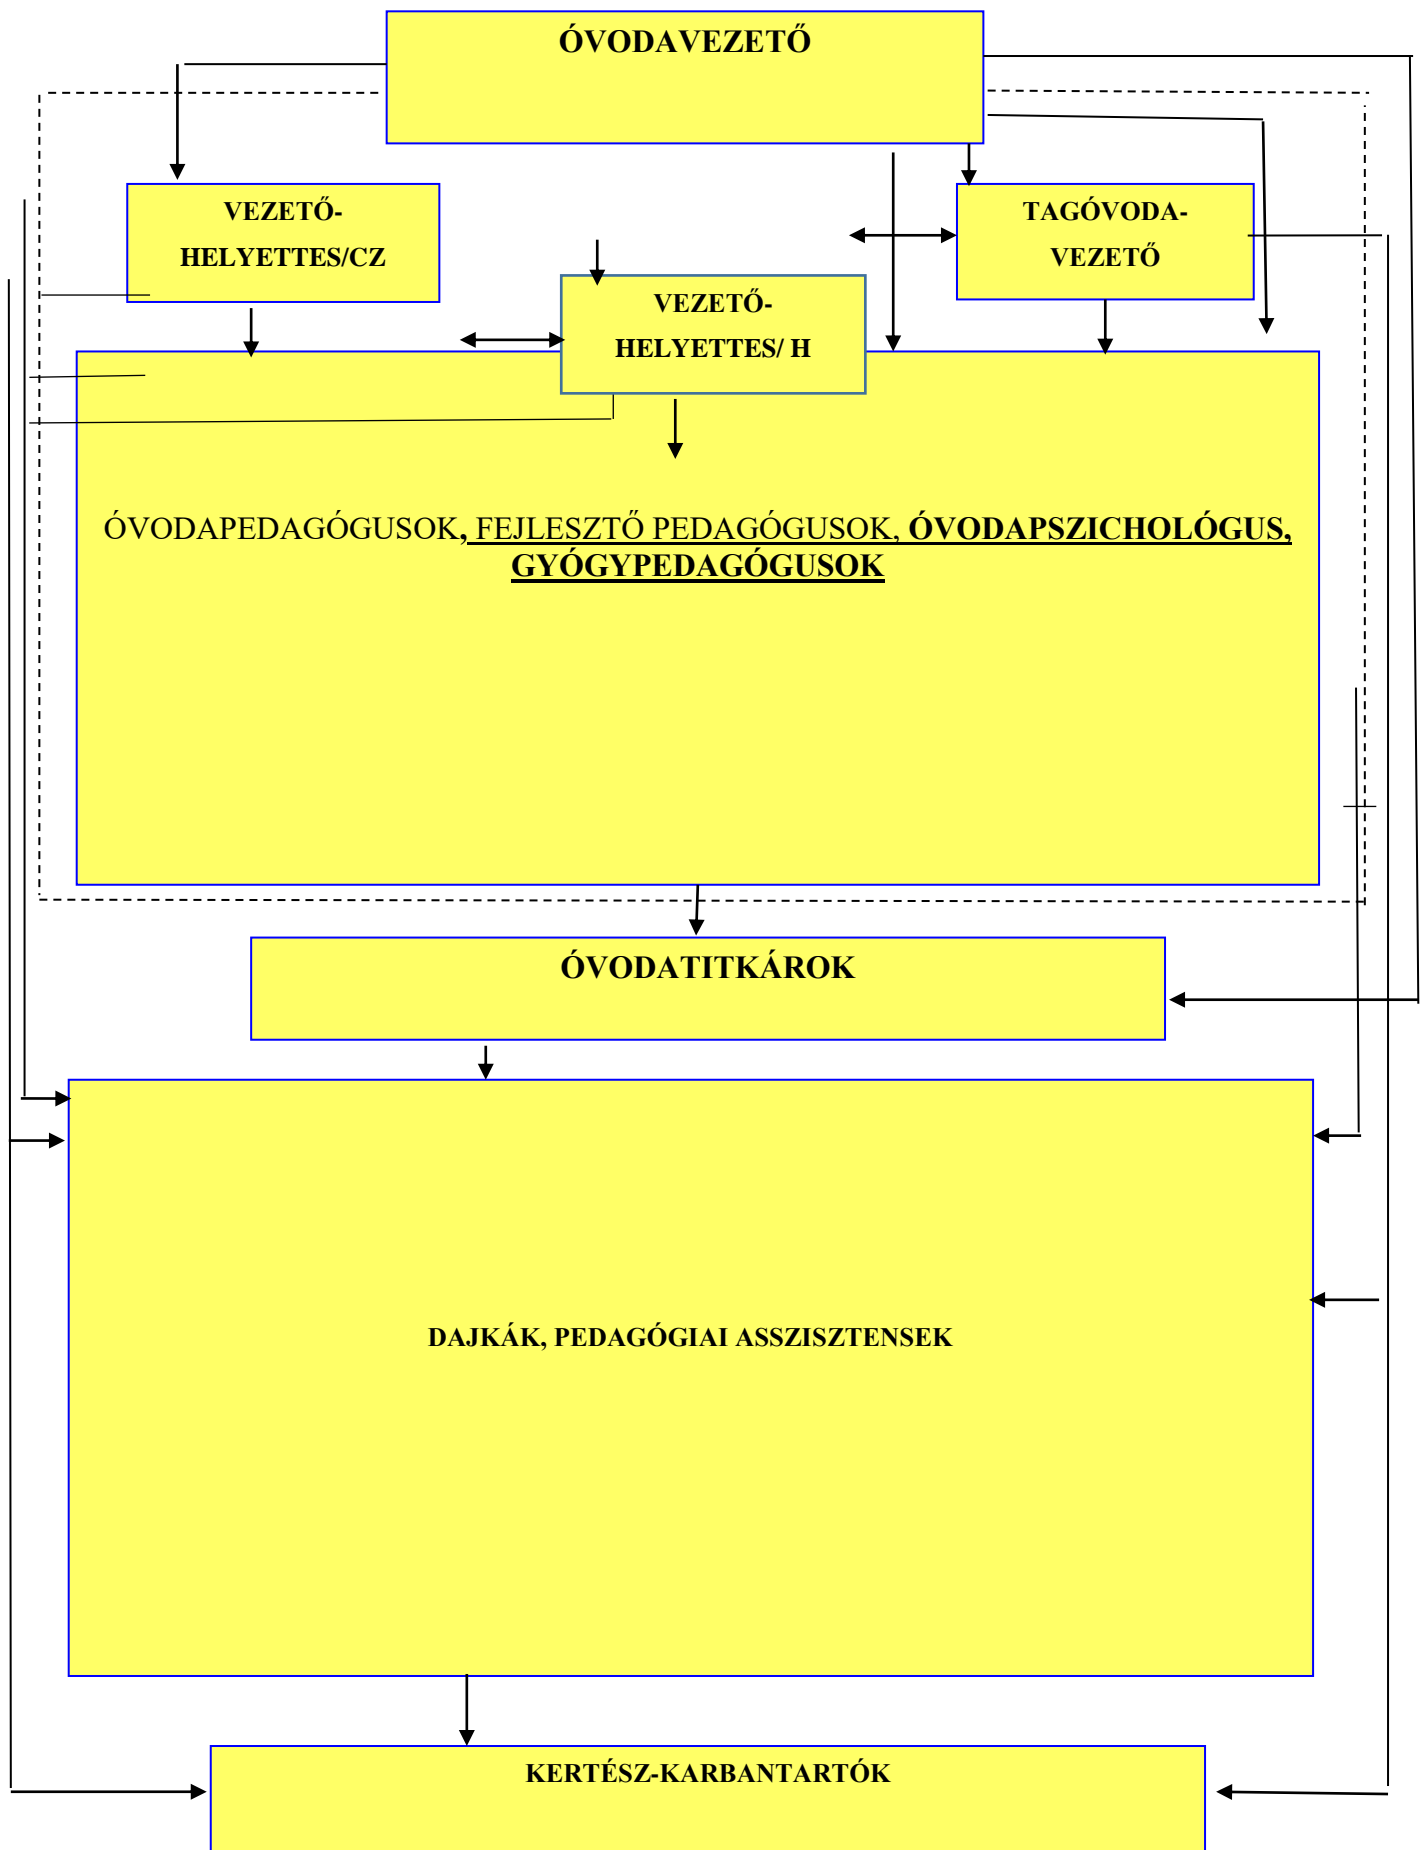 ÓVODAVEZETŐ
VEZETŐ-
HELYETTES/CZ
TAGÓVODA-
VEZETŐ
VEZETŐ-
HELYETTES/ H
ÓVODAPEDAGÓGUSOK, FEJLESZTŐ PEDAGÓGUSOK, ÓVODAPSZICHOLÓGUS,
GYÓGYPEDAGÓGUSOK
ÓVODATITKÁROK
DAJKÁK, PEDAGÓGIAI ASSZISZTENSEK
KERTÉSZ-KARBANTARTÓK